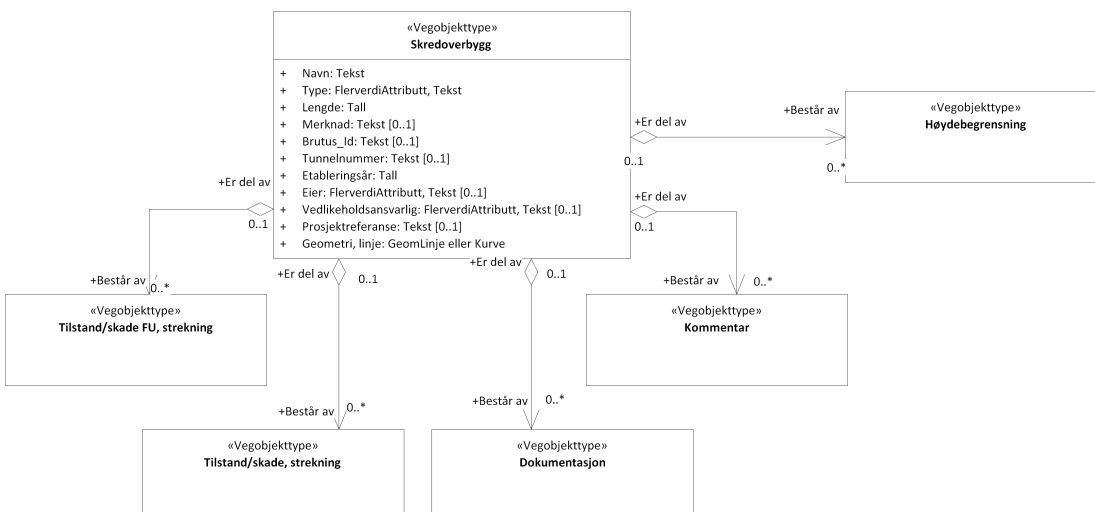 «Vegobjekttype»
Skredoverbygg
+ Navn: Tekst
+ Type: FlerverdiAttributt, Tekst
+ Lengde: Tall
+ Merknad: Tekst [0..1]
+ Brutus_Id: Tekst [0..1]
+ Tunnelnummer: Tekst [0..1]
+ Etableringsår: Tall
+ Eier: FlerverdiAttributt, Tekst [0..1]
+ Vedlikeholdsansvarlig: FlerverdiAttributt, Tekst [0..1]
+ Prosjektreferanse: Tekst [0..1]
+ Geometri, linje: GeomLinje eller Kurve
+Er del av
0..1
+Består av
0..*
«Vegobjekttype»
Høydebegrensning
+Er del av
0..1
+Består av
0..*
«Vegobjekttype»
Kommentar
+Er del av
0..1
+Består av
0..*
«Vegobjekttype»
Tilstand/skade FU, strekning
+Er del av
0..1
+Består av
0..*
«Vegobjekttype»
Tilstand/skade, strekning
+Er del av
0..1
+Består av
0..*
«Vegobjekttype»
Dokumentasjon